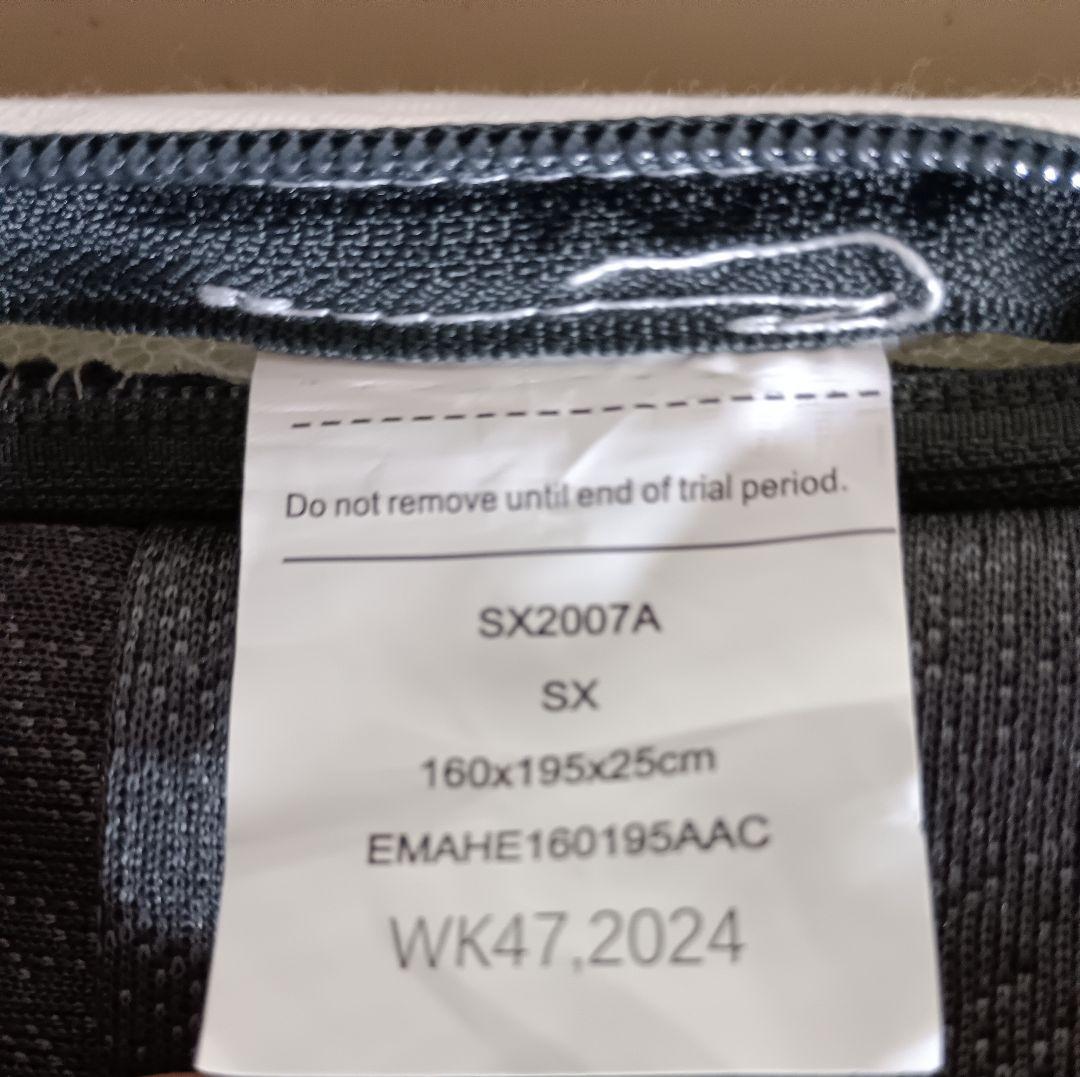 Do not remove until end of trial period.
SX2007A
SX
160x195x25cm
EMAHE160195AAC
WK47,2024